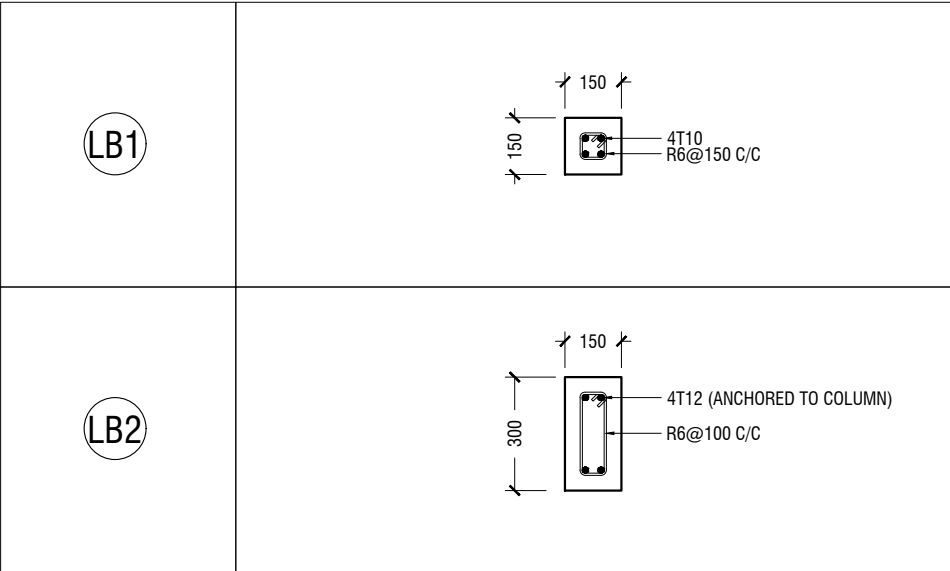 LB1
150
150
4T10
R6@150 C/C
LB2
150
300
4T12 (ANCHORED TO COLUMN)
R6@100 C/C